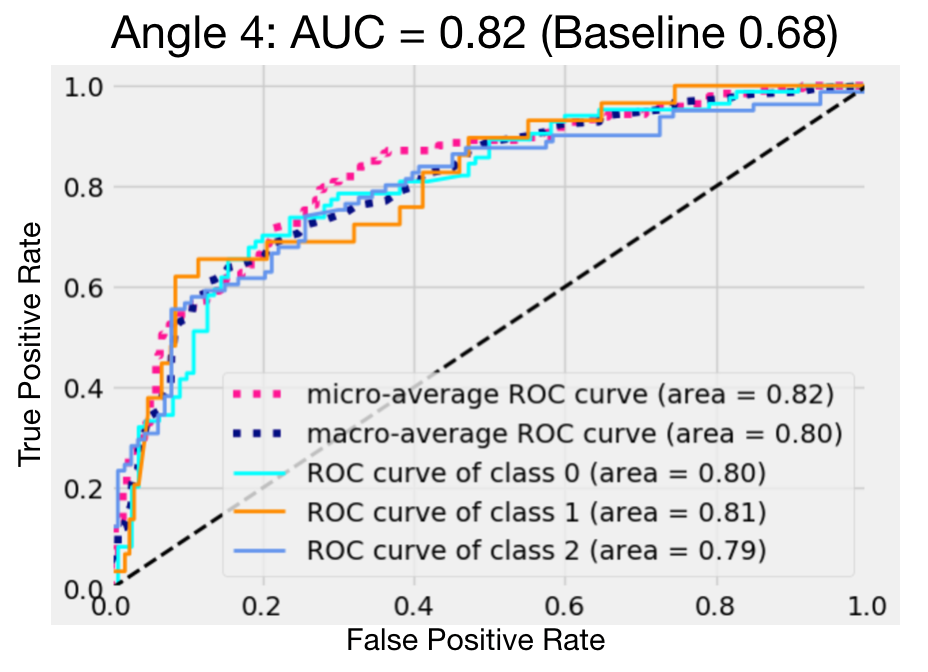 Angle 4: AUC = 0.82 (Baseline 0.68)
True Positive Rate
1.0
0.8
0.6
0.4
0.2
0.0
micro-average ROC curve (area = 0.82)
macro-average ROC curve (area = 0.80)
ROC curve of class 0 (area = 0.80)
ROC curve of class 1 (area = 0.81)
ROC curve of class 2 (area = 0.79)
0.0 0.2 0.4 0.6 0.8 1.0
False Positive Rate